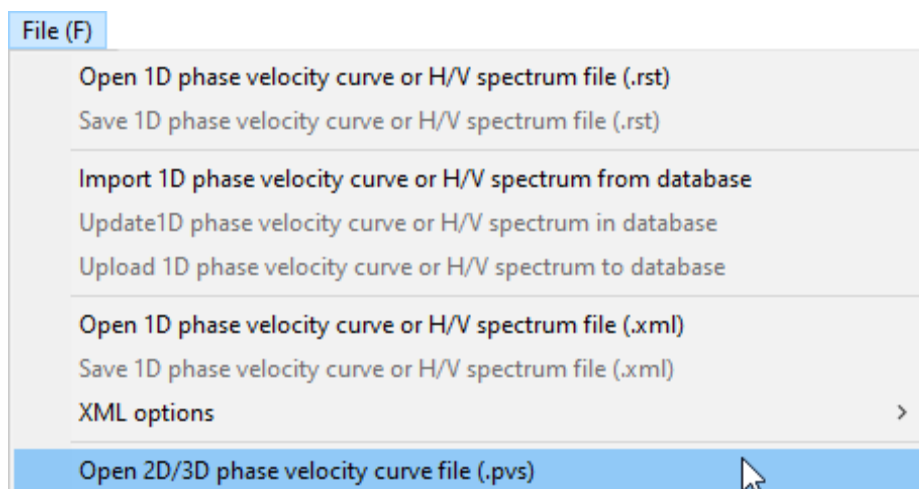 File (F)
Open 1D phase velocity curve or H/V spectrum file (.rst)
Save 1D phase velocity curve or H/V spectrum file (.rst)
Import 1D phase velocity curve or H/V spectrum from database
Update1D phase velocity curve or H/V spectrum in database
Upload 1D phase velocity curve or H/V spectrum to database
Open 1D phase velocity curve or H/V spectrum file (.xml)
Save 1D phase velocity curve or H/V spectrum file (.xml)
XML options
Open 2D/3D phase velocity curve file (.pvs)